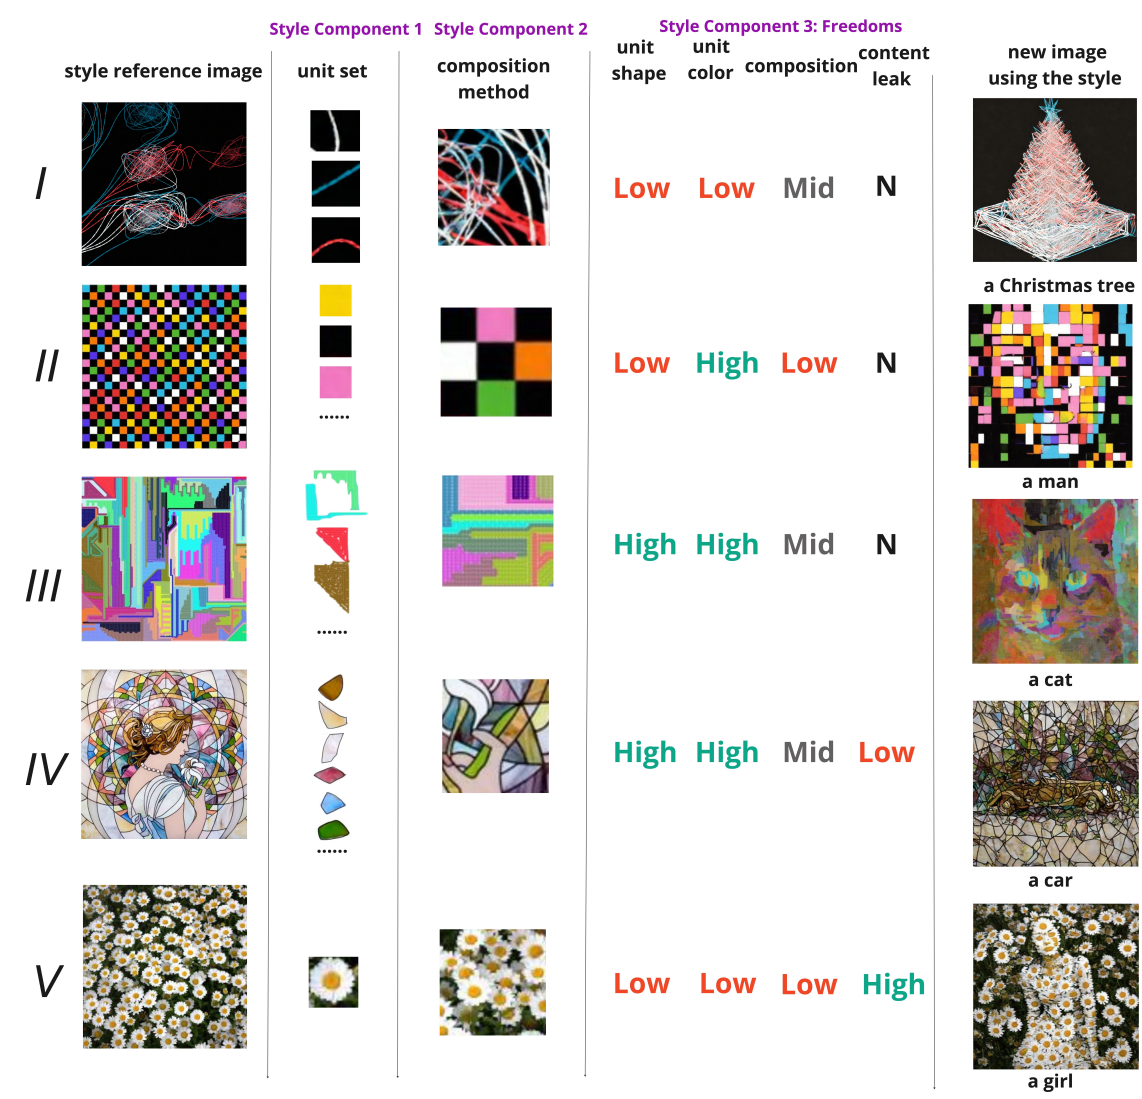 Style Component 1
Style Component 2
Style Component 3: Freedoms
style reference image
unit set
composition
method
unit
shape
unit
color
composition
content
leak
new image
using the style
I
Low
Low
Mid
N
a Christmas tree
II
......
Low
High
Low
N
a man
III
......
High
High
Mid
N
a cat
IV
......
High
High
Mid
Low
a car
V
Low
Low
Low
High
a girl